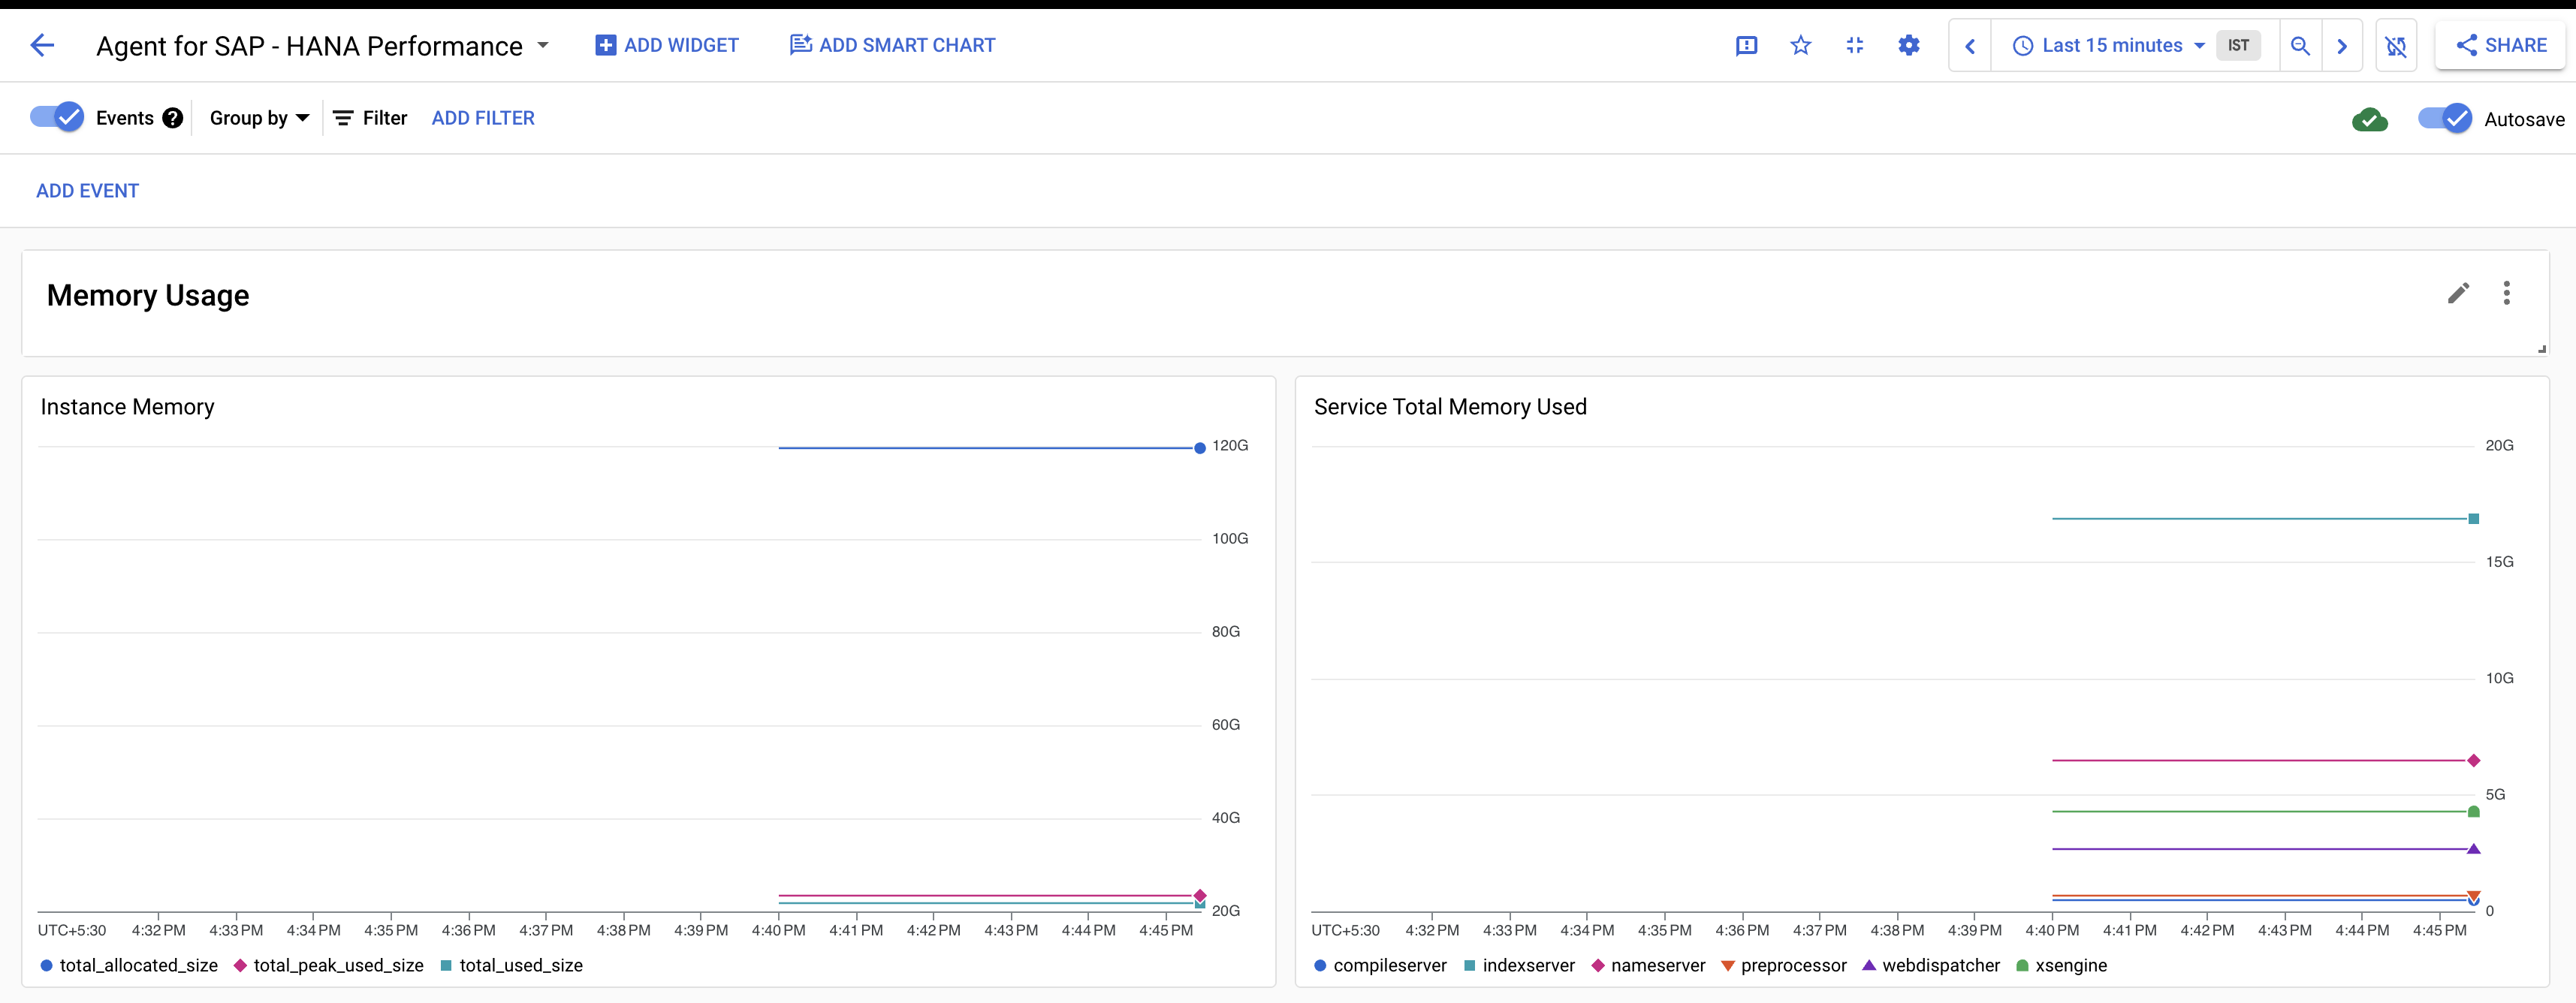 Agent for SAP - HANA Performance ADD WIDGET ADD SMART CHART Last 15 minutes IST SHARE
Events ? Group by Filter ADD FILTER Autosave
ADD EVENT
Memory Usage
Instance Memory
120G
100G
80G
60G
40G
20G
UTC+5:30 4:32 PM 4:33 PM 4:34 PM 4:35 PM 4:36 PM 4:37 PM 4:38 PM 4:39 PM 4:40 PM 4:41 PM 4:42 PM 4:43 PM 4:44 PM 4:45 PM
total_allocated_size total_peak_used_size total_used_size
Service Total Memory Used
20G
15G
10G
5G
0
UTC+5:30 4:32 PM 4:33 PM 4:34 PM 4:35 PM 4:36 PM 4:37 PM 4:38 PM 4:39 PM 4:40 PM 4:41 PM 4:42 PM 4:43 PM 4:44 PM 4:45 PM
compileserver indexserver nameserver preprocessor webdispatcher xsengine